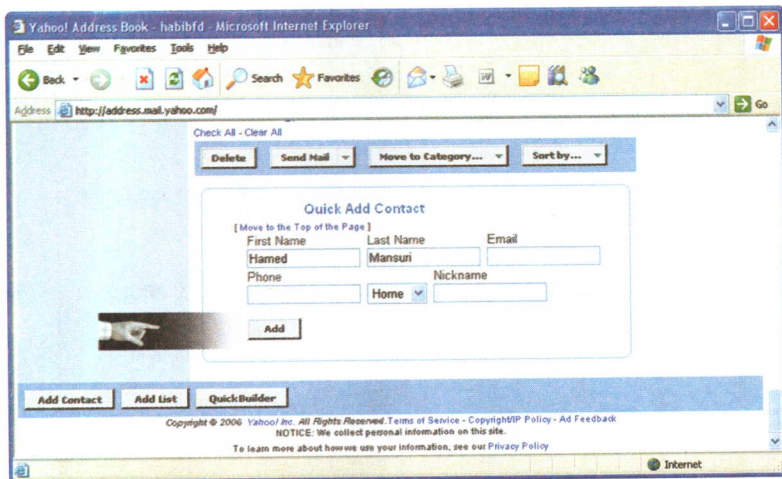 Yahoo! Address Book - habibfd - Microsoft Internet Explorer
File Edit View Favorites Tools Help
Back Search Favorites
Address http://address.mail.yahoo.com/ Go
Check All - Clear All
Delete Send Mail Move to Category... Sort by...
Quick Add Contact
[ Move to the Top of the Page ]
First Name Last Name Email
Hamed Mansuri
Phone Nickname
Home
Add
Add Contact Add List QuickBuilder
Copyright © 2006 Yahoo! Inc. All Rights Reserved. Terms of Service - Copyright/IP Policy - Ad Feedback
NOTICE: We collect personal information on this site.
To learn more about how we use your information, see our Privacy Policy
Internet